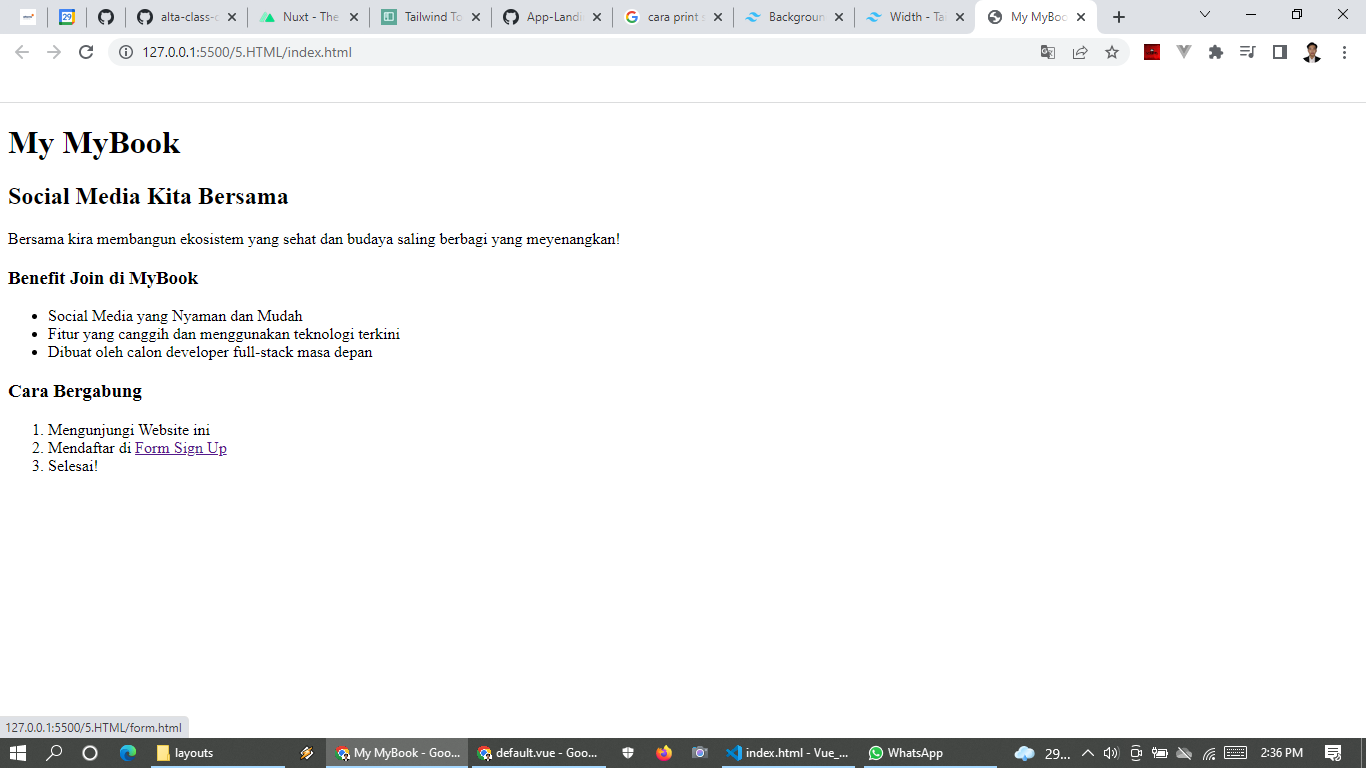 29
alta-class-
Nuxt - The
Tailwind To
App-Landi
cara print s
Backgroun
Width - Tai
My MyBoo
127.0.0.1:5500/5.HTML/index.html
My MyBook
Social Media Kita Bersama
Bersama kira membangun ekosistem yang sehat dan budaya saling berbagi yang meyenangkan!
Benefit Join di MyBook
• Social Media yang Nyaman dan Mudah
• Fitur yang canggih dan menggunakan teknologi terkini
• Dibuat oleh calon developer full-stack masa depan
Cara Bergabung
1. Mengunjungi Website ini
2. Mendaftar di Form Sign Up
3. Selesai!
127.0.0.1:5500/5.HTML/form.html
layouts
My MyBook - Goo...
default.vue - Goo...
index.html - Vue_...
WhatsApp
29...
2:36 PM